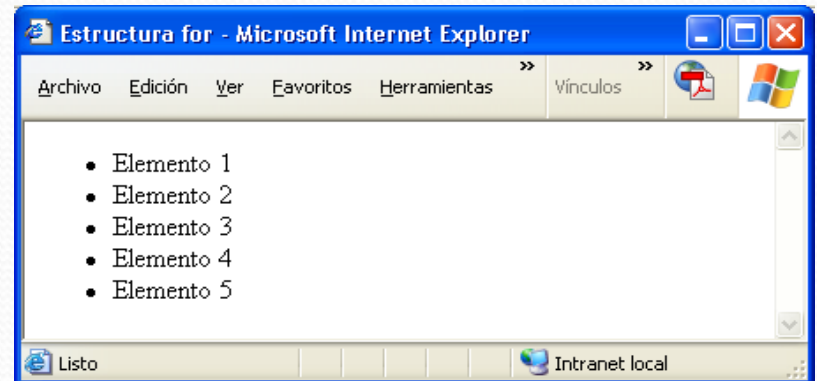 Estructura for - Microsoft Internet Explorer
Archivo Edición Ver Favoritos Herramientas » Vínculos »
• Elemento 1
• Elemento 2
• Elemento 3
• Elemento 4
• Elemento 5
Listo Intranet local